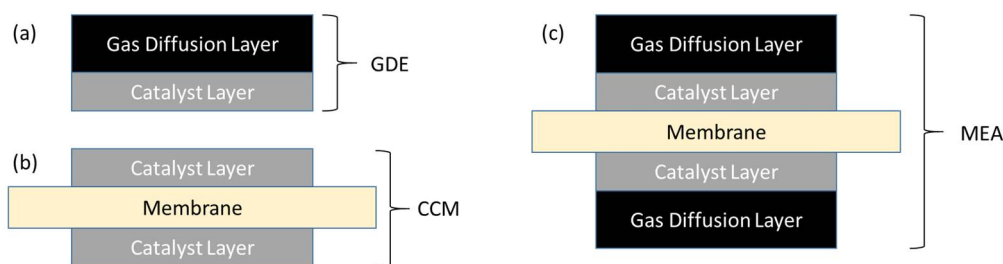 (a)
Gas Diffusion Layer
Catalyst Layer
GDE
(b)
Catalyst Layer
Membrane
Catalyst Layer
CCM
(c)
Gas Diffusion Layer
Catalyst Layer
Membrane
Catalyst Layer
Gas Diffusion Layer
MEA